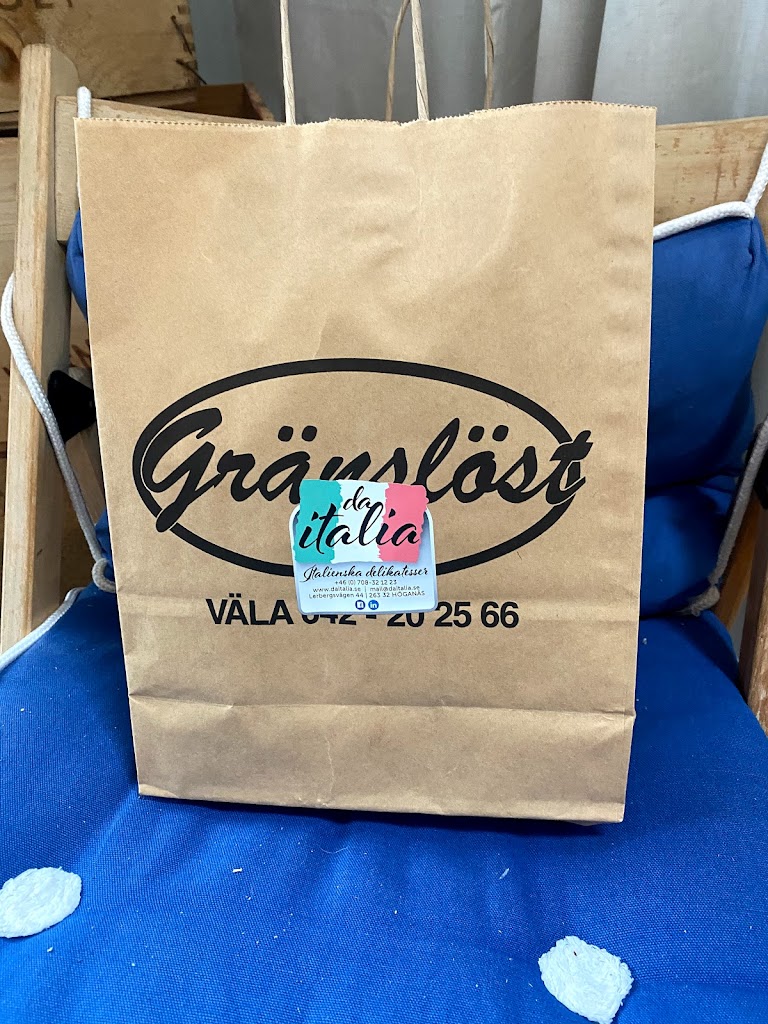 Gränslöst
da
italia
Italienska delikatesser
+46 (0) 708-32 12 23
www.daitalia.se | mail@daitalia.se
Lerbergsvägen 44 | 263 32 HÖGANÄS
VÄLA 042 - 20 25 66